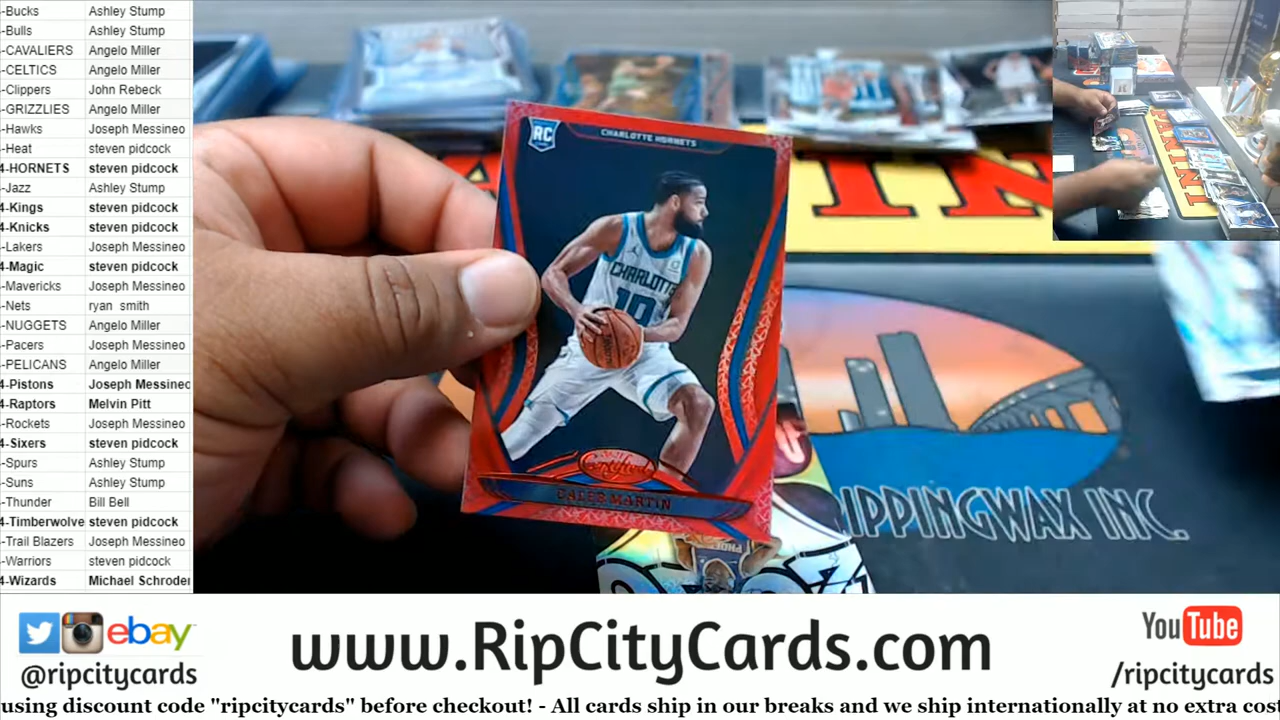 -Bucks Ashley Stump
-Bulls Ashley Stump
-CAVALIERS Angelo Miller
-CELTICS Angelo Miller
-Clippers John Rebeck
-GRIZZLIES Angelo Miller
-Hawks Joseph Messineo
-Heat steven pidcock
4-HORNETS steven pidcock
-Jazz Ashley Stump
4-Kings steven pidcock
4-Knicks steven pidcock
-Lakers Joseph Messineo
4-Magic steven pidcock
-Mavericks Joseph Messineo
-Nets ryan smith
-NUGGETS Angelo Miller
-Pacers Joseph Messineo
-PELICANS Angelo Miller
4-Pistons Joseph Messineo
4-Raptors Melvin Pitt
-Rockets Joseph Messineo
4-Sixers steven pidcock
-Spurs Ashley Stump
-Suns Ashley Stump
-Thunder Bill Bell
4-Timberwolve steven pidcock
-Trail Blazers Joseph Messineo
-Warriors steven pidcock
4-Wizards Michael Schroder
RC
CHARLOTTE HORNETS
CHARLOTTE
10
Certified
CALEB MARTIN
PANINI
IPPINGWAX INC.
ebay
@ripcitycards
www.RipCityCards.com
YouTube
/ripcitycards
using discount code "ripcitycards" before checkout! - All cards ship in our breaks and we ship internationally at no extra cost